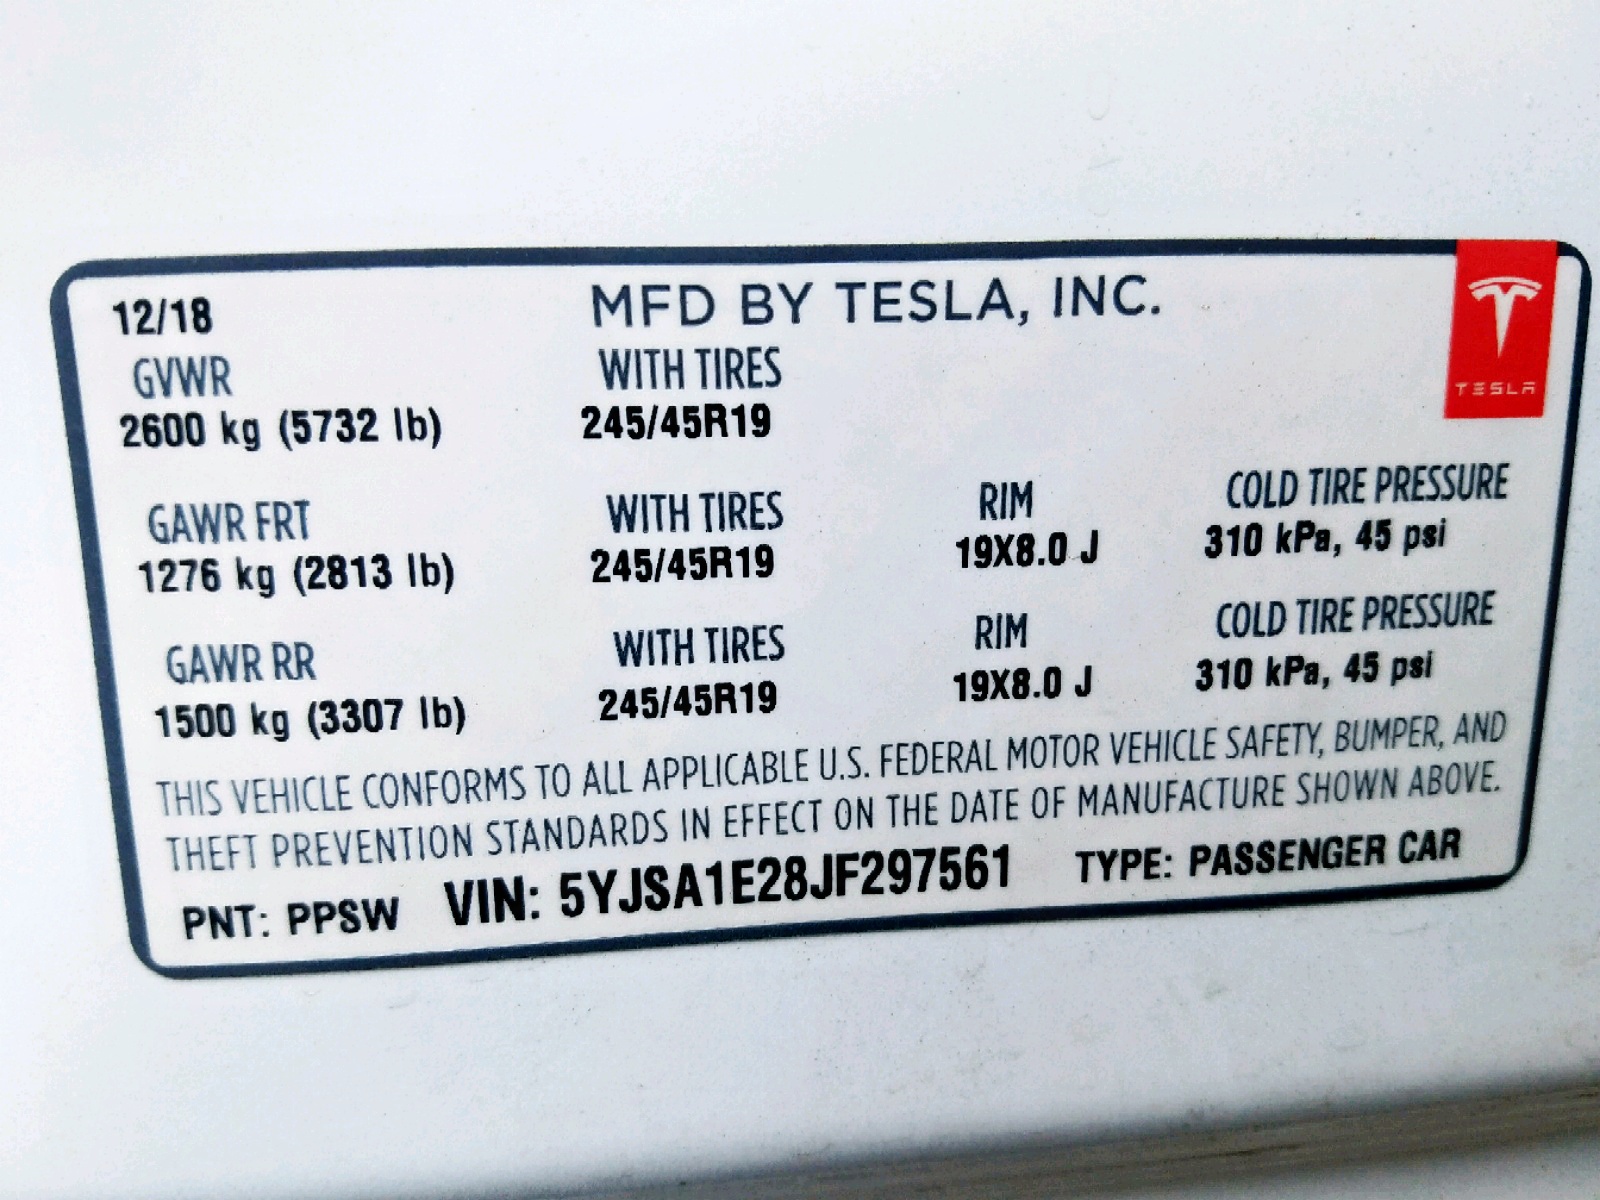 12/18 MFD BY TESLA, INC.
TESLA
GVWR WITH TIRES
2600 kg (5732 lb) 245/45R19
GAWR FRT WITH TIRES RIM COLD TIRE PRESSURE
1276 kg (2813 lb) 245/45R19 19X8.0 J 310 kPa, 45 psi
GAWR RR WITH TIRES RIM COLD TIRE PRESSURE
1500 kg (3307 lb) 245/45R19 19X8.0 J 310 kPa, 45 psi
THIS VEHICLE CONFORMS TO ALL APPLICABLE U.S. FEDERAL MOTOR VEHICLE SAFETY, BUMPER, AND
THEFT PREVENTION STANDARDS IN EFFECT ON THE DATE OF MANUFACTURE SHOWN ABOVE.
PNT: PPSW VIN: 5YJSA1E28JF297561 TYPE: PASSENGER CAR